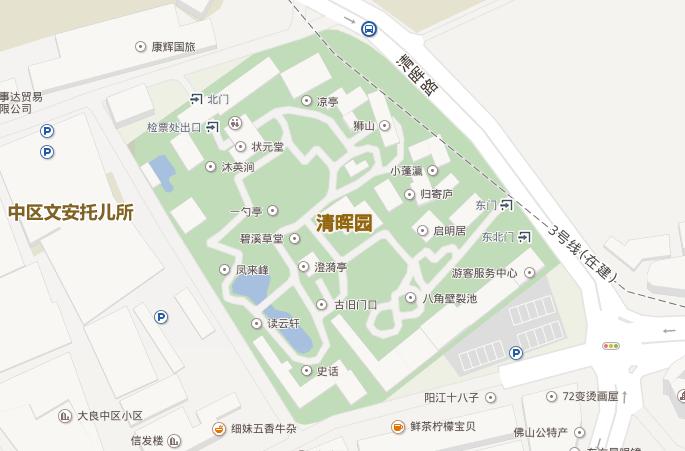 康辉国旅
清晖路
事达贸易
限公司
北门
凉亭
检票处出口
狮山
状元堂
沐英涧
小蓬瀛
归寄庐
东门
中区文安托儿所
一勺亭
清晖园
启明居
碧溪草堂
东北门
3号线(在建)
凤来峰
澄漪亭
游客服务中心
古旧门口
八角壁裂池
读云轩
史话
阳江十八子
72变烫画屋
大良中区小区
细妹五香牛杂
鲜茶柠檬宝贝
信发楼
佛山公特产
P
P
P
P